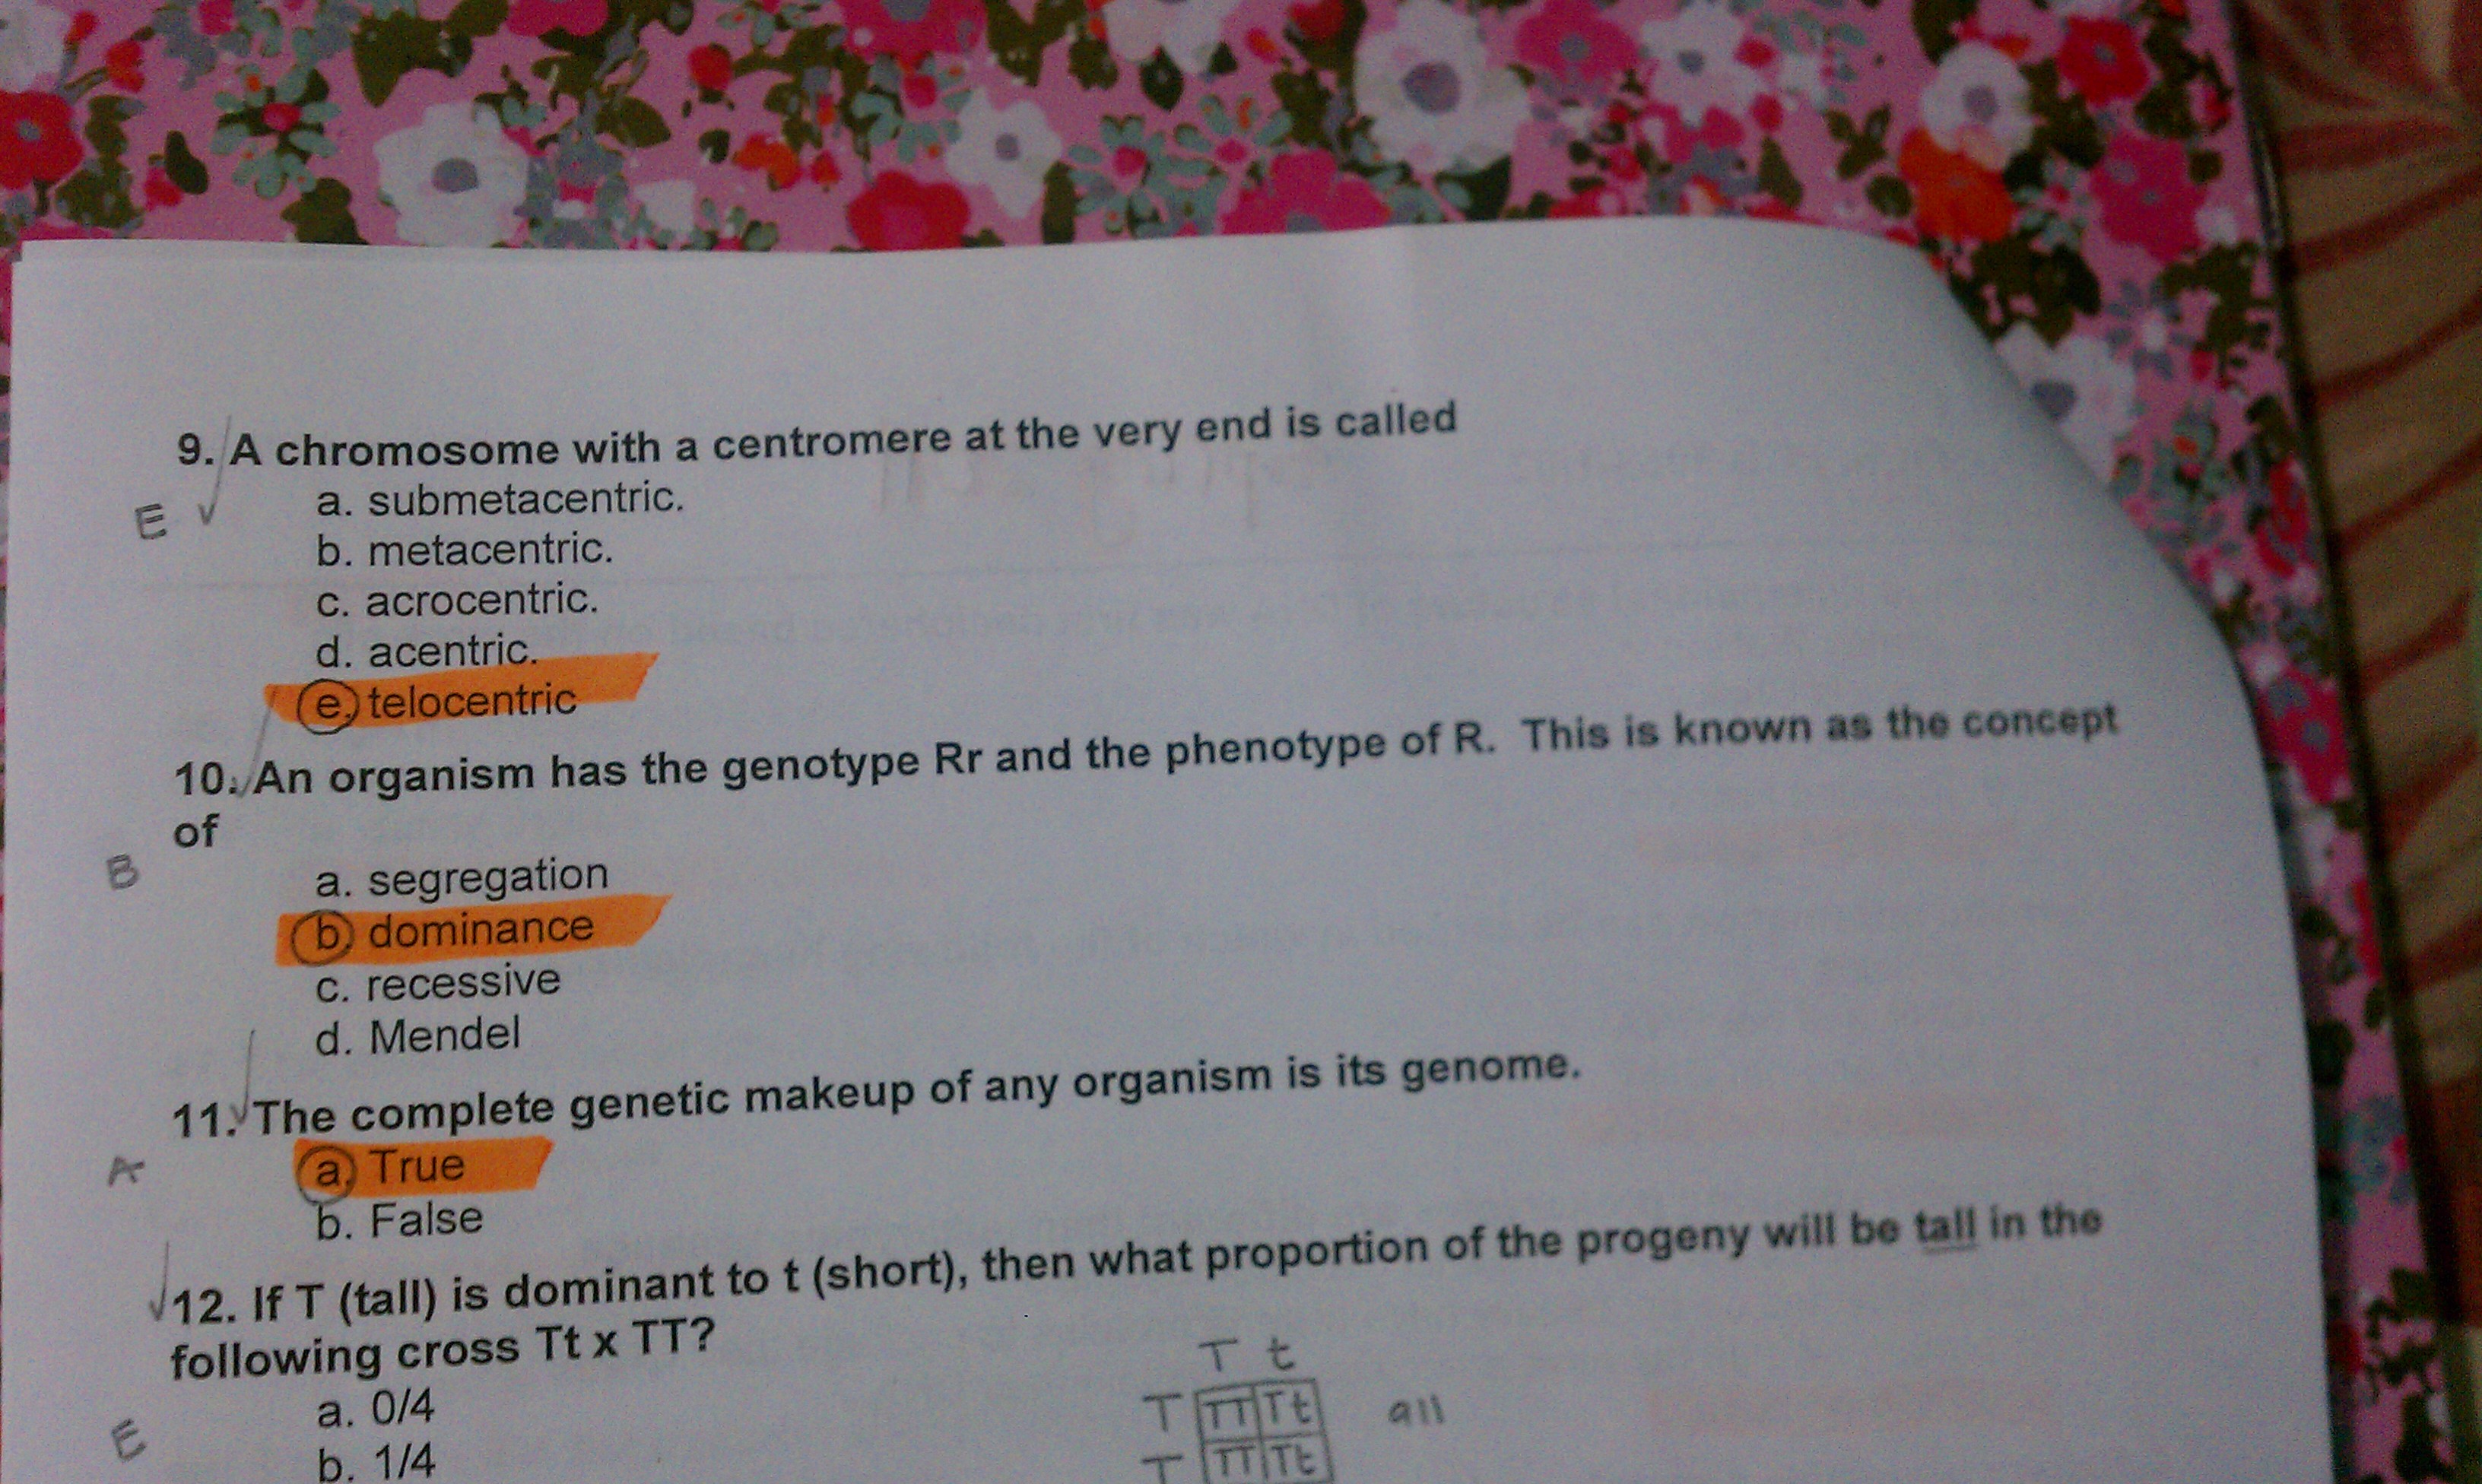 9. A chromosome with a centromere at the very end is called
E a. submetacentric.
b. metacentric.
c. acrocentric.
d. acentric.
e. telocentric
10. An organism has the genotype Rr and the phenotype of R. This is known as the concept
of
B a. segregation
b. dominance
c. recessive
d. Mendel
11. The complete genetic makeup of any organism is its genome.
A a. True
b. False
12. If T (tall) is dominant to t (short), then what proportion of the progeny will be tall in the
following cross Tt x TT?
T t
E a. 0/4 T TT Tt all
b. 1/4 T TT Tt